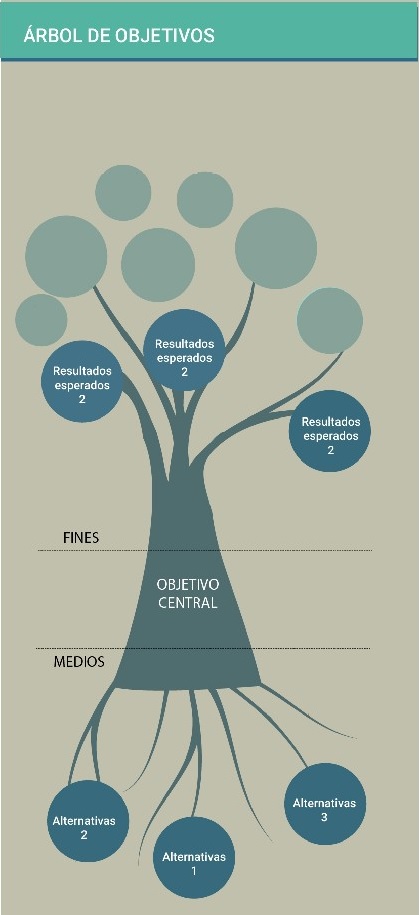 ÁRBOL DE OBJETIVOS
Resultados
esperados
2
Resultados
esperados
2
Resultados
esperados
2
FINES
OBJETIVO
CENTRAL
MEDIOS
Alternativas
2
Alternativas
1
Alternativas
3